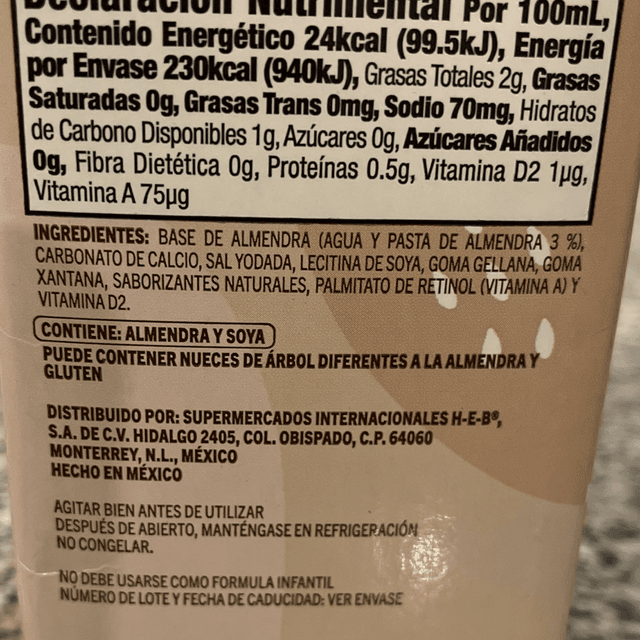 Declaración Nutrimental Por 100mL,
Contenido Energético 24kcal (99.5kJ), Energía
por Envase 230kcal (940kJ), Grasas Totales 2g, Grasas
Saturadas 0g, Grasas Trans 0mg, Sodio 70mg, Hidratos
de Carbono Disponibles 1g, Azúcares 0g, Azúcares Añadidos
0g, Fibra Dietética 0g, Proteínas 0.5g, Vitamina D2 1µg,
Vitamina A 75µg
INGREDIENTES: BASE DE ALMENDRA (AGUA Y PASTA DE ALMENDRA 3 %),
CARBONATO DE CALCIO, SAL YODADA, LECITINA DE SOYA, GOMA GELLANA, GOMA
XANTANA, SABORIZANTES NATURALES, PALMITATO DE RETINOL (VITAMINA A) Y
VITAMINA D2.
CONTIENE: ALMENDRA Y SOYA
PUEDE CONTENER NUECES DE ÁRBOL DIFERENTES A LA ALMENDRA Y
GLUTEN
DISTRIBUIDO POR: SUPERMERCADOS INTERNACIONALES H-E-B®,
S.A. DE C.V. HIDALGO 2405, COL. OBISPADO, C.P. 64060
MONTERREY, N.L., MÉXICO
HECHO EN MÉXICO
AGITAR BIEN ANTES DE UTILIZAR
DESPUÉS DE ABIERTO, MANTÉNGASE EN REFRIGERACIÓN
NO CONGELAR.
NO DEBE USARSE COMO FORMULA INFANTIL
NÚMERO DE LOTE Y FECHA DE CADUCIDAD: VER ENVASE